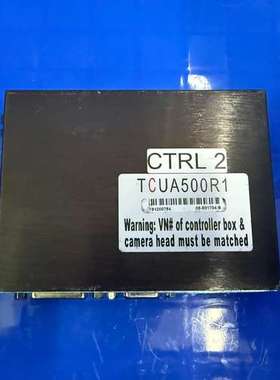 CTRL 2
TCUA500R1
Warning: VN# of controller box &
camera head must be matched